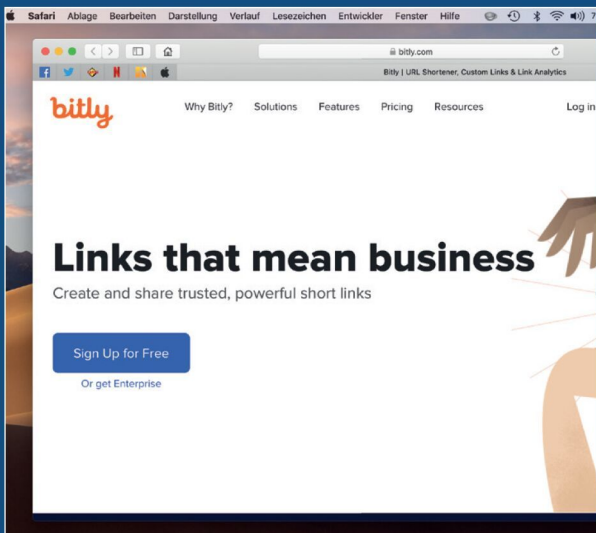 Safari Ablage Bearbeiten Darstellung Verlauf Lesezeichen Entwickler Fenster Hilfe 7
bitly.com
Bitly | URL Shortener, Custom Links & Link Analytics
bitly
Why Bitly? Solutions Features Pricing Resources Log in
Links that mean business
Create and share trusted, powerful short links
Sign Up for Free
Or get Enterprise